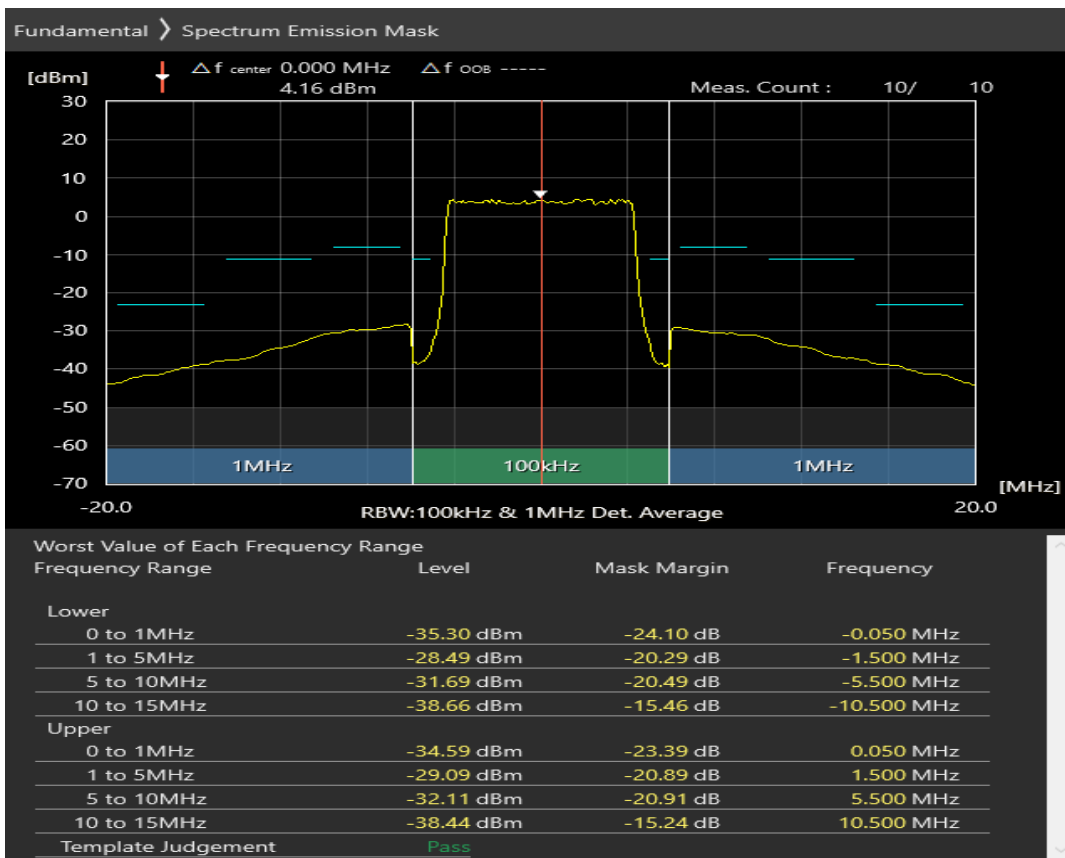 Fundamental ❭ Spectrum Emission Mask
[dBm] Δf center 0.000 MHz Δf OOB -----
4.16 dBm Meas. Count : 10/ 10
30
20
10
0
-10
-20
-30
-40
-50
-60
1MHz 100kHz 1MHz
-70
[MHz]
-20.0 RBW:100kHz & 1MHz Det. Average 20.0
Worst Value of Each Frequency Range
Frequency Range Level Mask Margin Frequency
Lower
0 to 1MHz -35.30 dBm -24.10 dB -0.050 MHz
1 to 5MHz -28.49 dBm -20.29 dB -1.500 MHz
5 to 10MHz -31.69 dBm -20.49 dB -5.500 MHz
10 to 15MHz -38.66 dBm -15.46 dB -10.500 MHz
Upper
0 to 1MHz -34.59 dBm -23.39 dB 0.050 MHz
1 to 5MHz -29.09 dBm -20.89 dB 1.500 MHz
5 to 10MHz -32.11 dBm -20.91 dB 5.500 MHz
10 to 15MHz -38.44 dBm -15.24 dB 10.500 MHz
Template Judgement Pass